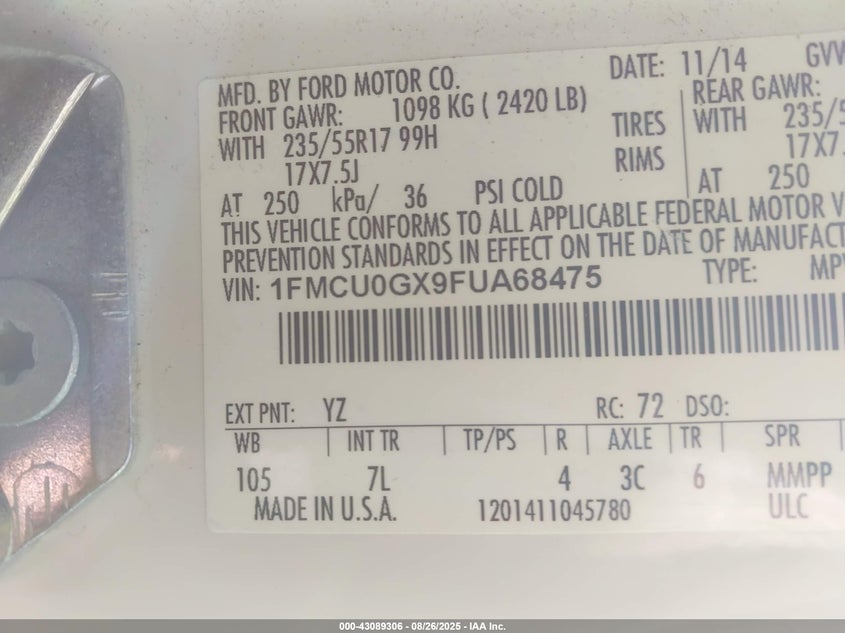 MFD. BY FORD MOTOR CO. DATE: 11/14 GVW
FRONT GAWR: 1098 KG ( 2420 LB) REAR GAWR:
WITH 235/55R17 99H TIRES WITH 235/5
17X7.5J RIMS 17X7.
AT 250 kPa/ 36 PSI COLD AT 250
THIS VEHICLE CONFORMS TO ALL APPLICABLE FEDERAL MOTOR V
PREVENTION STANDARDS IN EFFECT ON THE DATE OF MANUFACT
VIN: 1FMCU0GX9FUA68475 TYPE: MPV
EXT PNT: YZ RC: 72 DSO:
WB INT TR TP/PS R AXLE TR SPR
105 7L 4 3C 6 MMPP
MADE IN U.S.A. 1201411045780 ULC
000-43089306 - 08/26/2025 - IAA Inc.